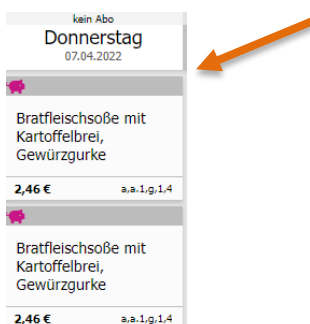 kein Abo
Donnerstag
07.04.2022
Bratfleischsoße mit
Kartoffelbrei,
Gewürzgurke
2,46 € a,a.1,g,1,4
Bratfleischsoße mit
Kartoffelbrei,
Gewürzgurke
2,46 € a,a.1,g,1,4